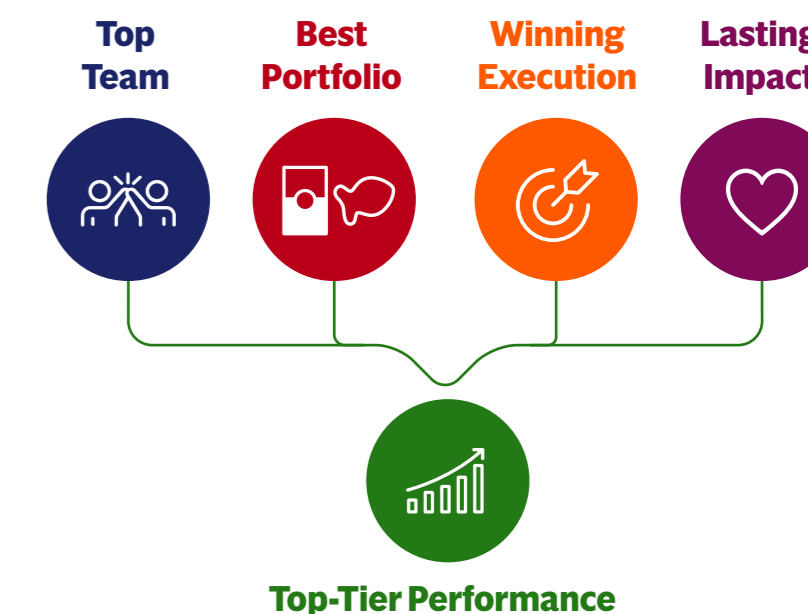 Top
Team
Best
Portfolio
Winning
Execution
Lasting
Impact
Top-Tier Performance